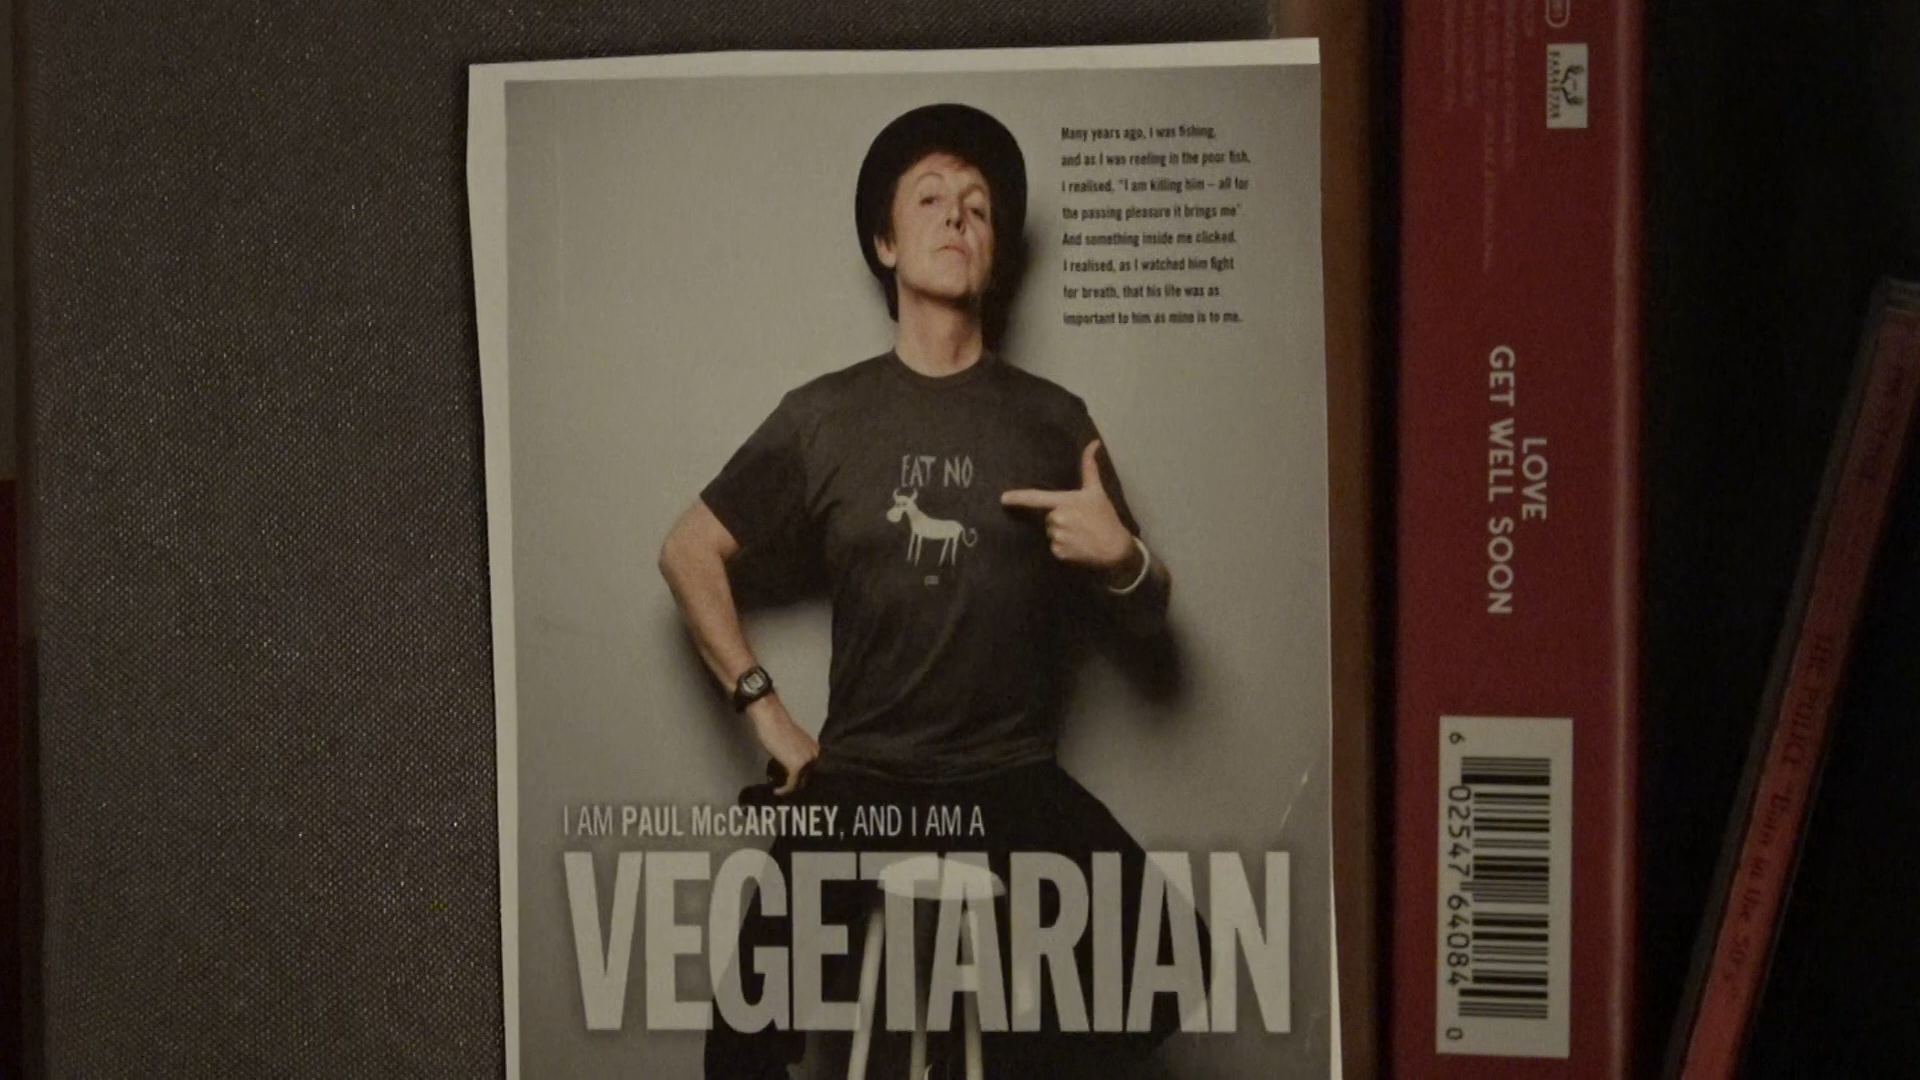 Many years ago, I was fishing,
and as I was reeling in the poor fish,
I realised, "I am killing him – all for
the passing pleasure it brings me"
And something inside me clicked.
I realised, as I watched him fight
for breath, that his life was as
important to him as mine is to me.
EAT NO
I AM PAUL McCARTNEY, AND I AM A
VEGETARIAN
LOVE
GET WELL SOON
6 02547 64084 0
THE POLICE